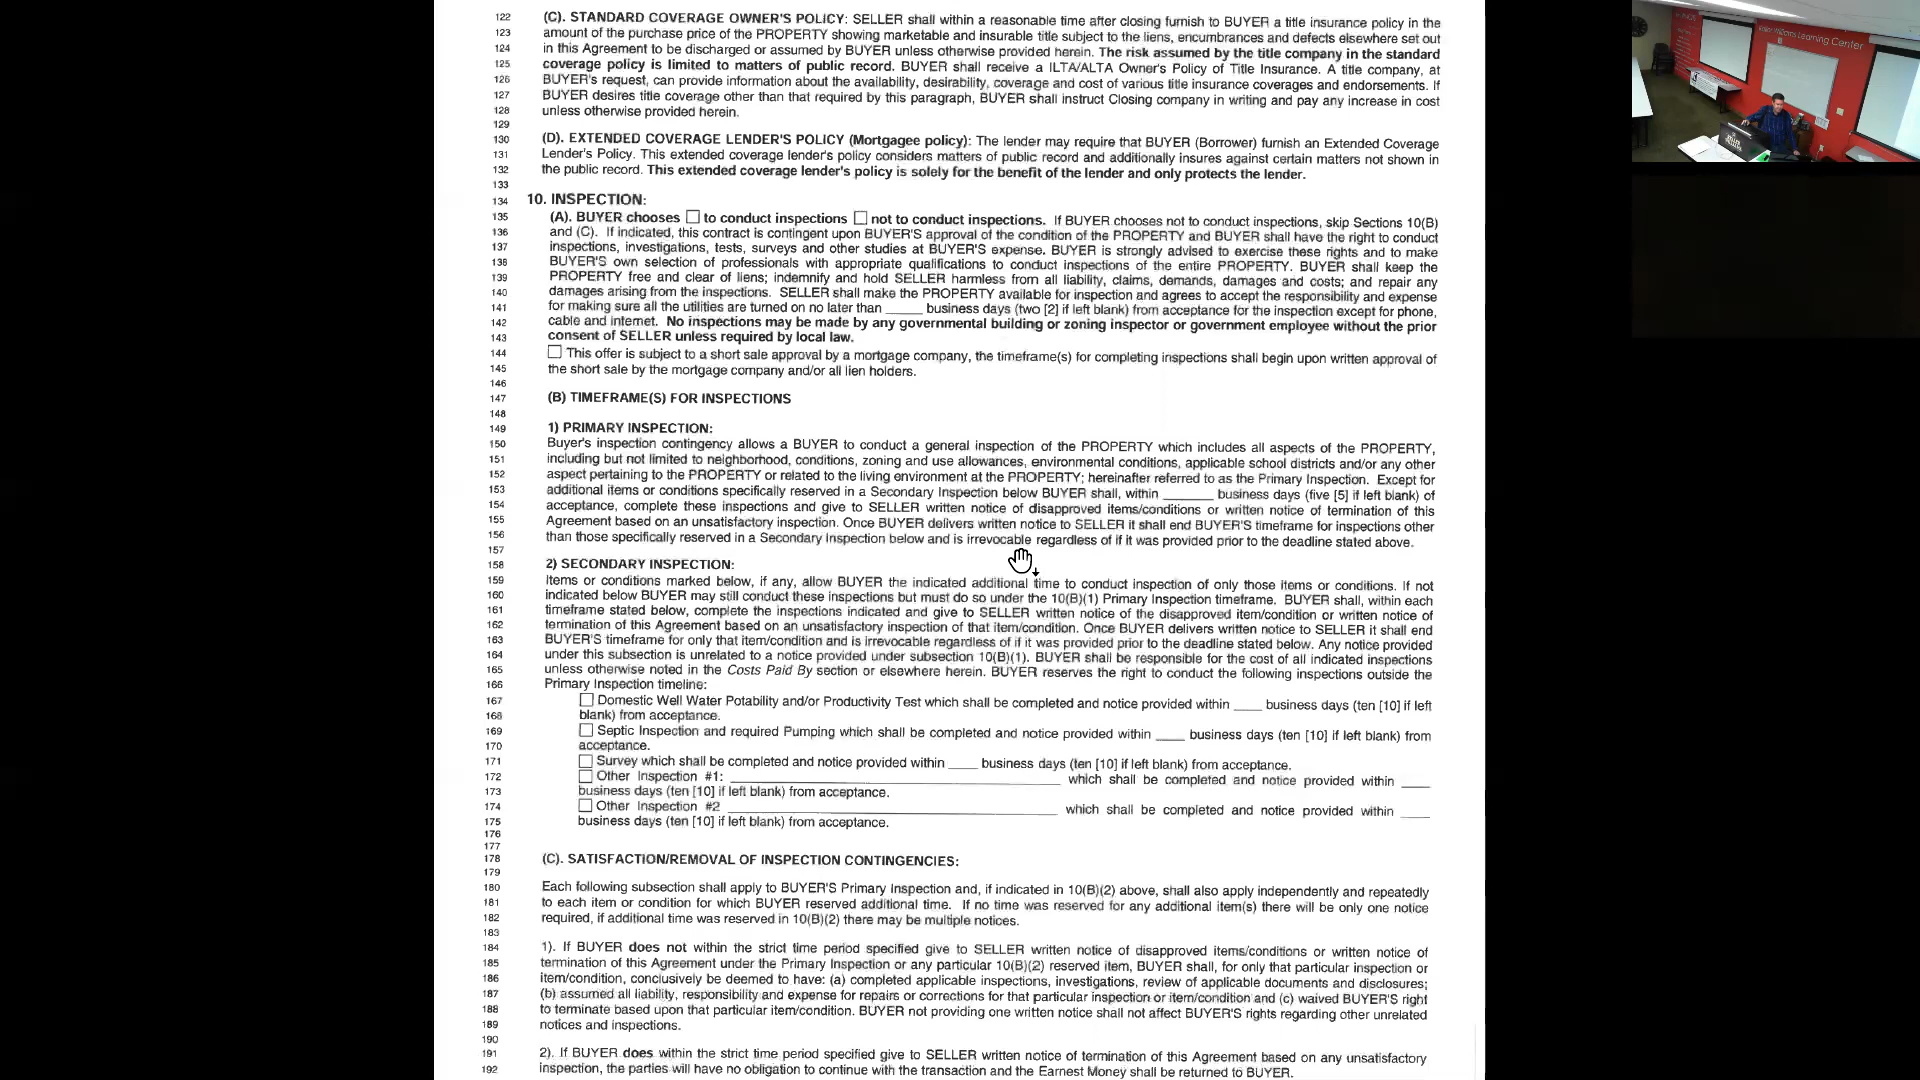 122 (C). STANDARD COVERAGE OWNER'S POLICY: SELLER shall within a reasonable time after closing furnish to BUYER a title insurance policy in the
123 amount of the purchase price of the PROPERTY showing marketable and insurable title subject to the liens, encumbrances and defects elsewhere set out
124 in this Agreement to be discharged or assumed by BUYER unless otherwise provided herein. The risk assumed by the title company in the standard
125 coverage policy is limited to matters of public record. BUYER shall receive a ILTA/ALTA Owner's Policy of Title Insurance. A title company, at
126 BUYER's request, can provide information about the availability, desirability, coverage and cost of various title insurance coverages and endorsements. If
127 BUYER desires title coverage other than that required by this paragraph, BUYER shall instruct Closing company in writing and pay any increase in cost
128 unless otherwise provided herein.
129
130 (D). EXTENDED COVERAGE LENDER'S POLICY (Mortgagee policy): The lender may require that BUYER (Borrower) furnish an Extended Coverage
131 Lender's Policy. This extended coverage lender's policy considers matters of public record and additionally insures against certain matters not shown in
132 the public record. This extended coverage lender's policy is solely for the benefit of the lender and only protects the lender.
133
134 10. INSPECTION:
135 (A). BUYER chooses ☐ to conduct inspections ☐ not to conduct inspections. If BUYER chooses not to conduct inspections, skip Sections 10(B)
136 and (C). If indicated, this contract is contingent upon BUYER'S approval of the condition of the PROPERTY and BUYER shall have the right to conduct
137 inspections, investigations, tests, surveys and other studies at BUYER'S expense. BUYER is strongly advised to exercise these rights and to make
138 BUYER'S own selection of professionals with appropriate qualifications to conduct inspections of the entire PROPERTY. BUYER shall keep the
139 PROPERTY free and clear of liens; indemnify and hold SELLER harmless from all liability, claims, demands, damages and costs; and repair any
140 damages arising from the inspections. SELLER shall make the PROPERTY available for inspection and agrees to accept the responsibility and expense
141 for making sure all the utilities are turned on no later than _____ business days (two [2] if left blank) from acceptance for the inspection except for phone,
142 cable and internet. No inspections may be made by any governmental building or zoning inspector or government employee without the prior
143 consent of SELLER unless required by local law.
144 ☐ This offer is subject to a short sale approval by a mortgage company, the timeframe(s) for completing inspections shall begin upon written approval of
145 the short sale by the mortgage company and/or all lien holders.
146
147 (B) TIMEFRAME(S) FOR INSPECTIONS
148
149 1) PRIMARY INSPECTION:
150 Buyer's inspection contingency allows a BUYER to conduct a general inspection of the PROPERTY which includes all aspects of the PROPERTY,
151 including but not limited to neighborhood, conditions, zoning and use allowances, environmental conditions, applicable school districts and/or any other
152 aspect pertaining to the PROPERTY or related to the living environment at the PROPERTY; hereinafter referred to as the Primary Inspection. Except for
153 additional items or conditions specifically reserved in a Secondary Inspection below BUYER shall, within _______ business days (five [5] if left blank) of
154 acceptance, complete these inspections and give to SELLER written notice of disapproved items/conditions or written notice of termination of this
155 Agreement based on an unsatisfactory inspection. Once BUYER delivers written notice to SELLER it shall end BUYER'S timeframe for inspections other
156 than those specifically reserved in a Secondary Inspection below and is irrevocable regardless of if it was provided prior to the deadline stated above.
157
158 2) SECONDARY INSPECTION:
159 Items or conditions marked below, if any, allow BUYER the indicated additional time to conduct inspection of only those items or conditions. If not
160 indicated below BUYER may still conduct these inspections but must do so under the 10(B)(1) Primary Inspection timeframe. BUYER shall, within each
161 timeframe stated below, complete the inspections indicated and give to SELLER written notice of the disapproved item/condition or written notice of
162 termination of this Agreement based on an unsatisfactory inspection of that item/condition. Once BUYER delivers written notice to SELLER it shall end
163 BUYER'S timeframe for only that item/condition and is irrevocable regardless of if it was provided prior to the deadline stated below. Any notice provided
164 under this subsection is unrelated to a notice provided under subsection 10(B)(1). BUYER shall be responsible for the cost of all indicated inspections
165 unless otherwise noted in the Costs Paid By section or elsewhere herein. BUYER reserves the right to conduct the following inspections outside the
166 Primary Inspection timeline:
167 ☐ Domestic Well Water Potability and/or Productivity Test which shall be completed and notice provided within ____ business days (ten [10] if left
168 blank) from acceptance.
169 ☐ Septic Inspection and required Pumping which shall be completed and notice provided within ____ business days (ten [10] if left blank) from
170 acceptance.
171 ☐ Survey which shall be completed and notice provided within ____ business days (ten [10] if left blank) from acceptance.
172 ☐ Other Inspection #1: ____________________ which shall be completed and notice provided within ____
173 business days (ten [10] if left blank) from acceptance.
174 ☐ Other Inspection #2 ____________________ which shall be completed and notice provided within ____
175 business days (ten [10] if left blank) from acceptance.
176
177
178 (C). SATISFACTION/REMOVAL OF INSPECTION CONTINGENCIES:
179
180 Each following subsection shall apply to BUYER'S Primary Inspection and, if indicated in 10(B)(2) above, shall also apply independently and repeatedly
181 to each item or condition for which BUYER reserved additional time. If no time was reserved for any additional item(s) there will be only one notice
182 required, if additional time was reserved in 10(B)(2) there may be multiple notices.
183
184 1). If BUYER does not within the strict time period specified give to SELLER written notice of disapproved items/conditions or written notice of
185 termination of this Agreement under the Primary Inspection or any particular 10(B)(2) reserved item, BUYER shall, for only that particular inspection or
186 item/condition, conclusively be deemed to have: (a) completed applicable inspections, investigations, review of applicable documents and disclosures;
187 (b) assumed all liability, responsibility and expense for repairs or corrections for that particular inspection or item/condition and (c) waived BUYER'S right
188 to terminate based upon that particular item/condition. BUYER not providing one written notice shall not affect BUYER'S rights regarding other unrelated
189 notices and inspections.
190
191 2). If BUYER does within the strict time period specified give to SELLER written notice of termination of this Agreement based on any unsatisfactory
192 inspection, the parties will have no obligation to continue with the transaction and the Earnest Money shall be returned to BUYER.
Keller Williams Learning Center